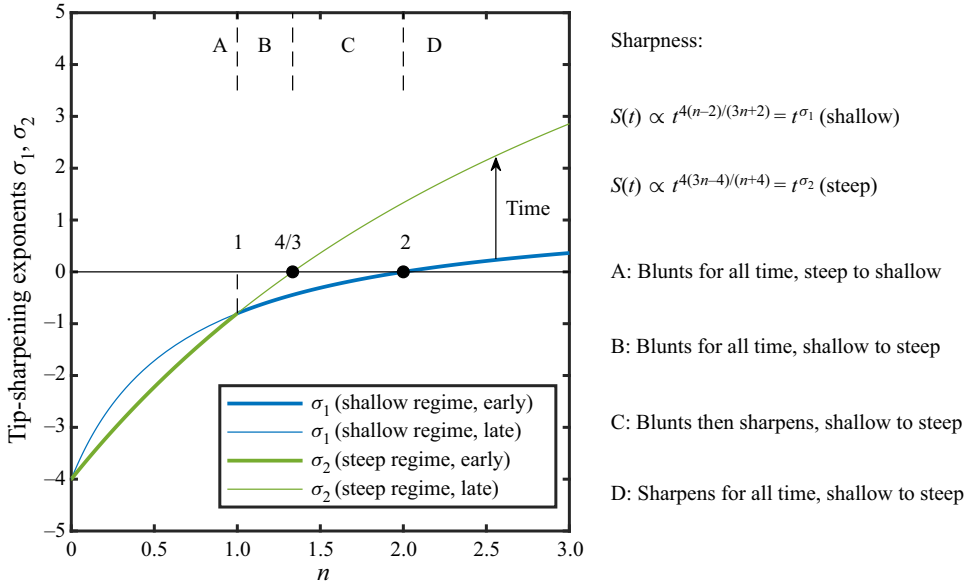 5
4
3
2
1
0
−1
−2
−3
−4
−5
0
0.5
1.0
1.5
2.0
2.5
3.0
n
Tip-sharpening exponents σ1, σ2
A
B
C
D
1
4/3
2
Time
σ1 (shallow regime, early)
σ1 (shallow regime, late)
σ2 (steep regime, early)
σ2 (steep regime, late)
Sharpness:
S(t) ∝ t^4(n−2)/(3n+2) = t^σ1 (shallow)
S(t) ∝ t^4(3n−4)/(n+4) = t^σ2 (steep)
A: Blunts for all time, steep to shallow
B: Blunts for all time, shallow to steep
C: Blunts then sharpens, shallow to steep
D: Sharpens for all time, shallow to steep